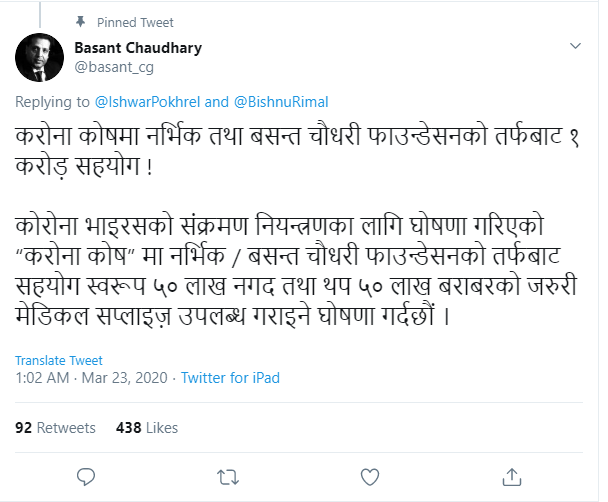 Pinned Tweet
Basant Chaudhary
@basant_cg
Replying to @IshwarPokhrel and @BishnuRimal
करोना कोषमा नर्भिक तथा बसन्त चौधरी फाउन्डेसनको तर्फबाट १
करोड़ सहयोग !
कोरोना भाइरसको संक्रमण नियन्त्रणका लागि घोषणा गरिएको
“करोना कोष” मा नर्भिक / बसन्त चौधरी फाउन्डेसनको तर्फबाट
सहयोग स्वरूप ५० लाख नगद तथा थप ५० लाख बराबरको जरुरी
मेडिकल सप्लाइज़ उपलब्ध गराइने घोषणा गर्दछौं ।
Translate Tweet
1:02 AM · Mar 23, 2020 · Twitter for iPad
92 Retweets 438 Likes